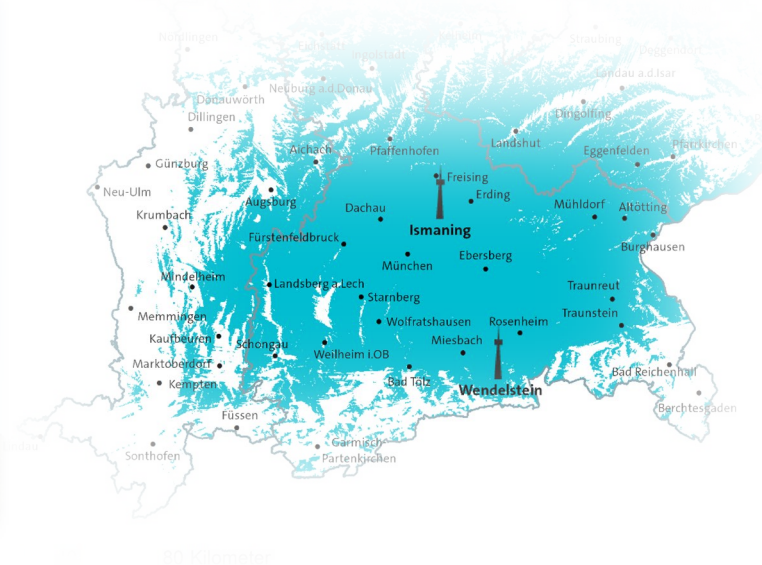 Nördlingen
Ingolstadt
Straubing
Deggendorf
Landau a.d.Isar
Neuburg a.d.Donau
Donauwörth
Dillingen
Dingolfing
Landshut
Aichach
Pfaffenhofen
Eggenfelden
Pfarrkirchen
Günzburg
Freising
Neu-Ulm
Erding
Augsburg
Krumbach
Dachau
Mühldorf
Altötting
Ismaning
Fürstenfeldbruck
Burghausen
München
Ebersberg
Mindelheim
Landsberg a.Lech
Traunreut
Starnberg
Memmingen
Traunstein
Wolfratshausen
Rosenheim
Kaufbeuren
Schongau
Miesbach
Weilheim i.OB
Marktoberdorf
Bad Reichenhall
Kempten
Bad Tölz
Wendelstein
Berchtesgaden
Füssen
Garmisch
Partenkirchen
Sonthofen
80 Kilometer